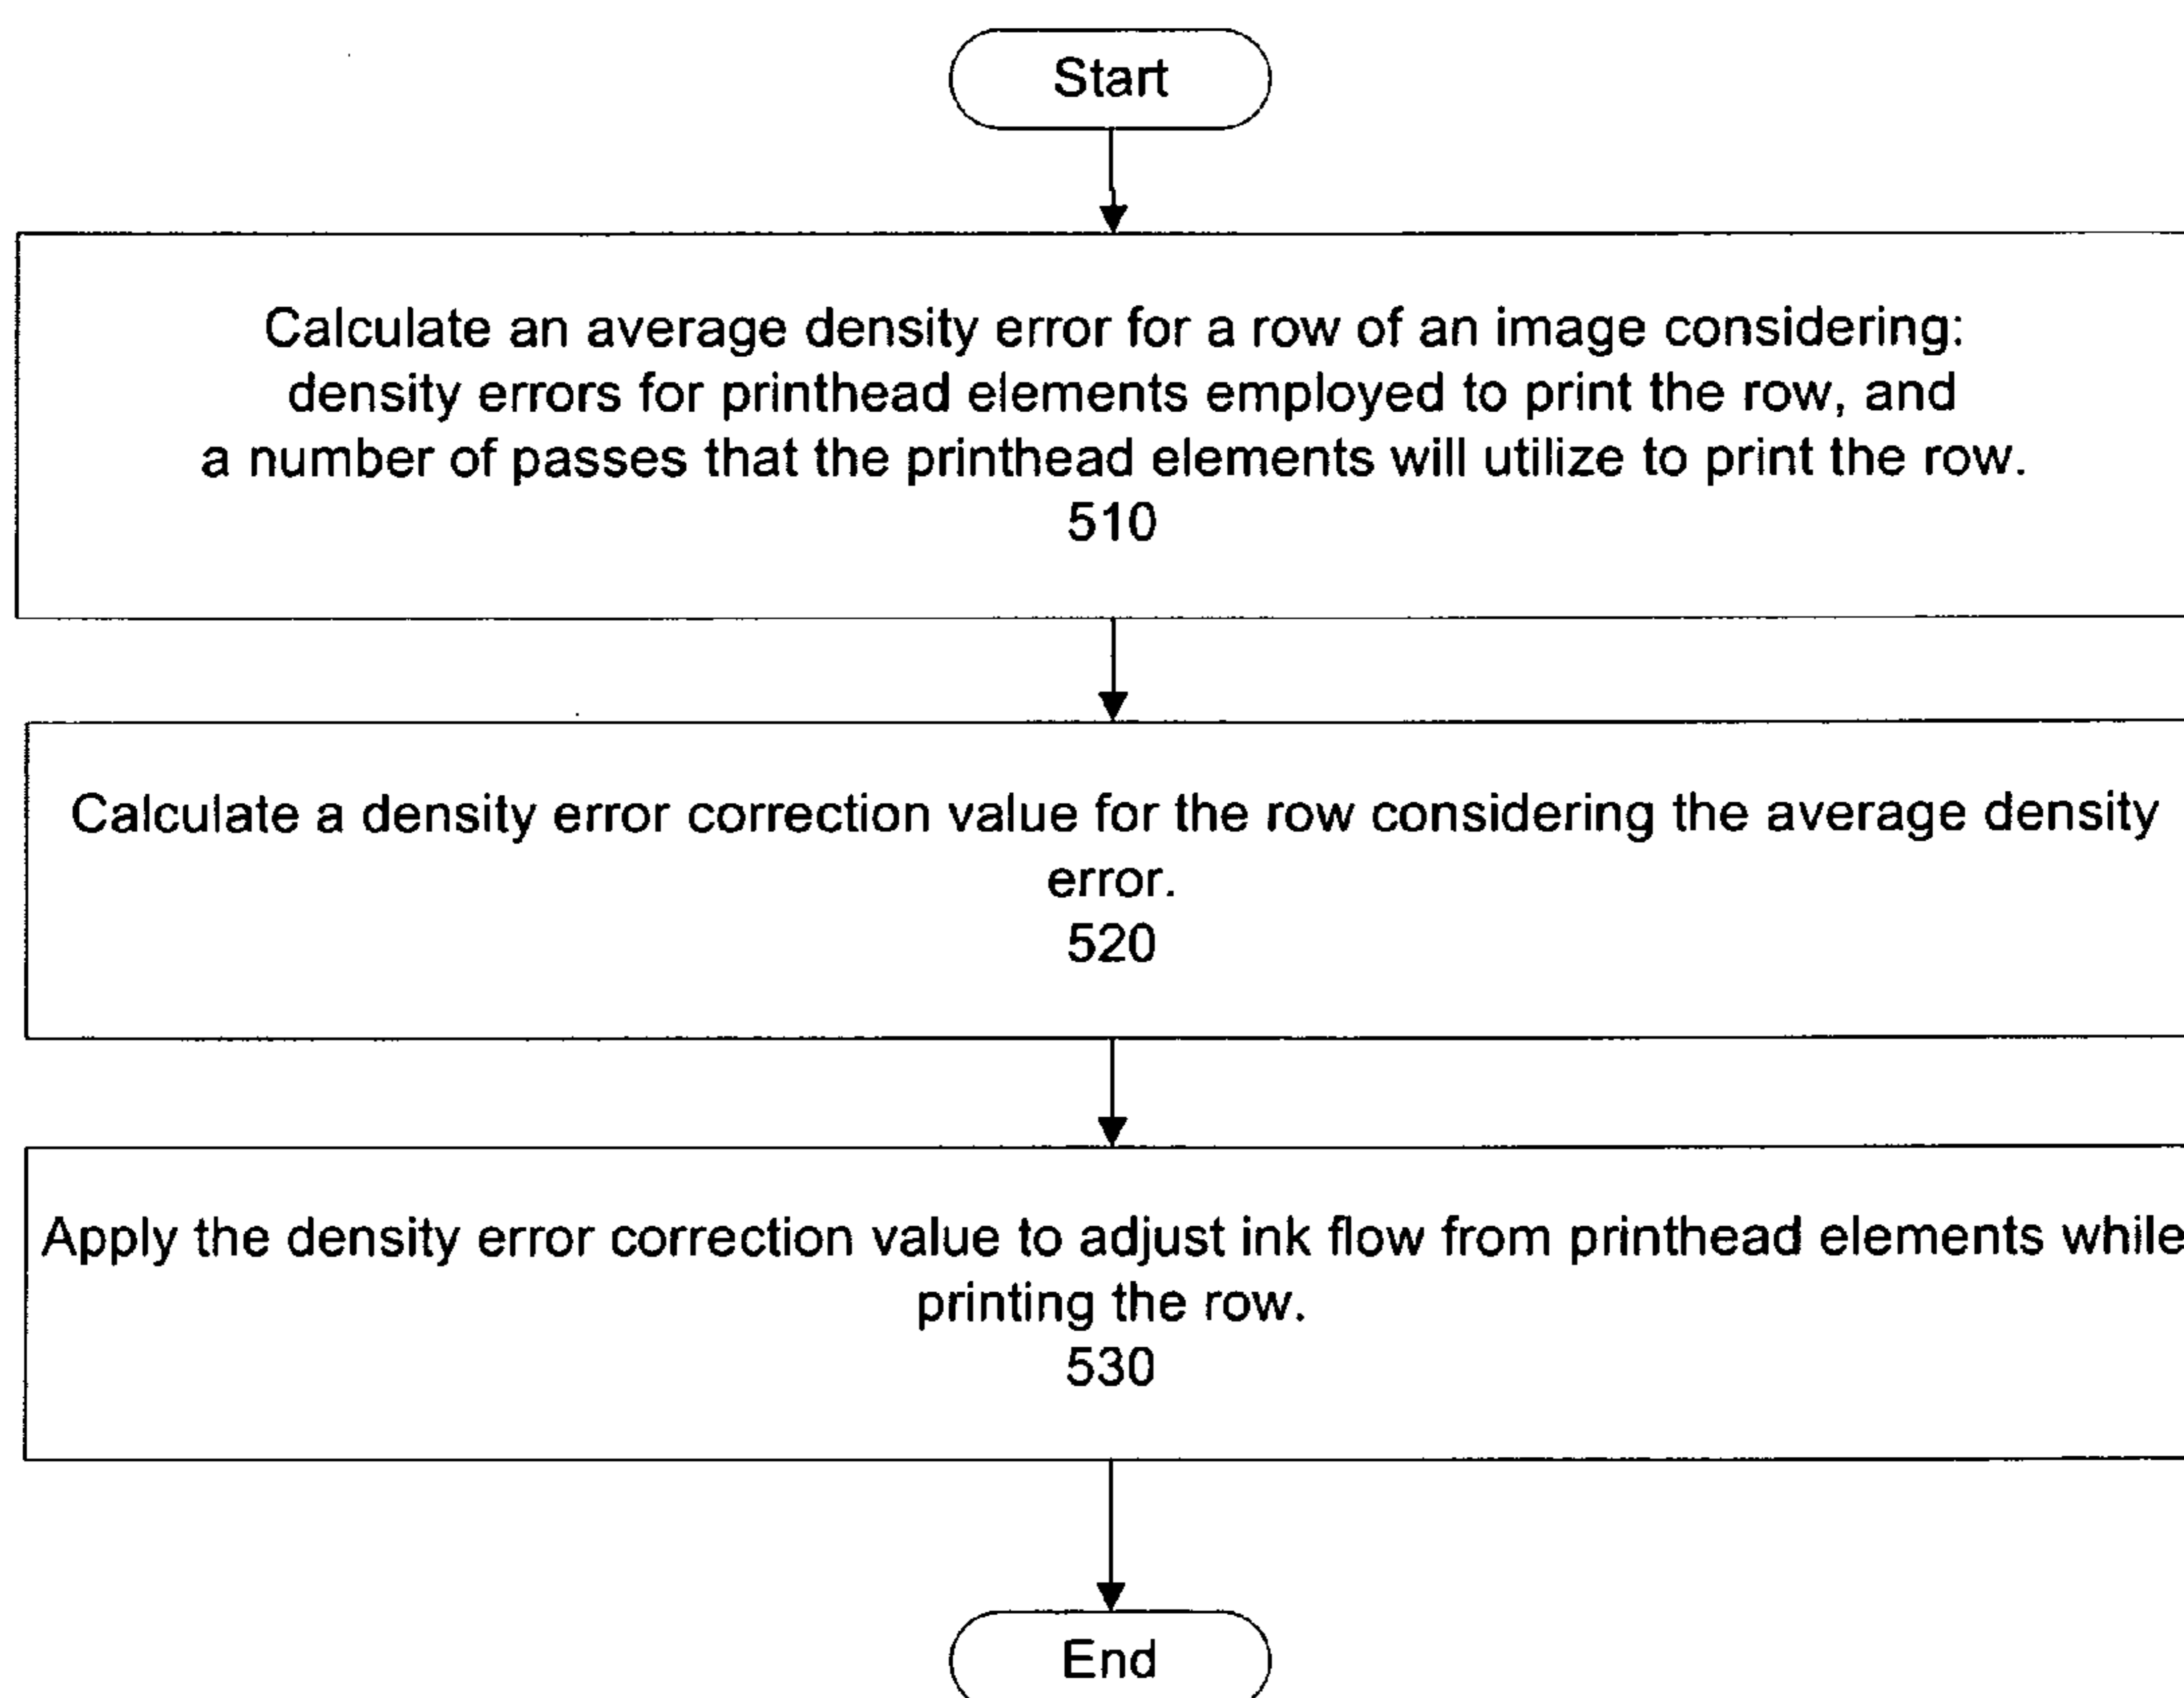 Start
Calculate an average density error for a row of an image considering:
density errors for printhead elements employed to print the row, and
a number of passes that the printhead elements will utilize to print the row.
510
Calculate a density error correction value for the row considering the average density
error.
520
Apply the density error correction value to adjust ink flow from printhead elements while
printing the row.
530
End